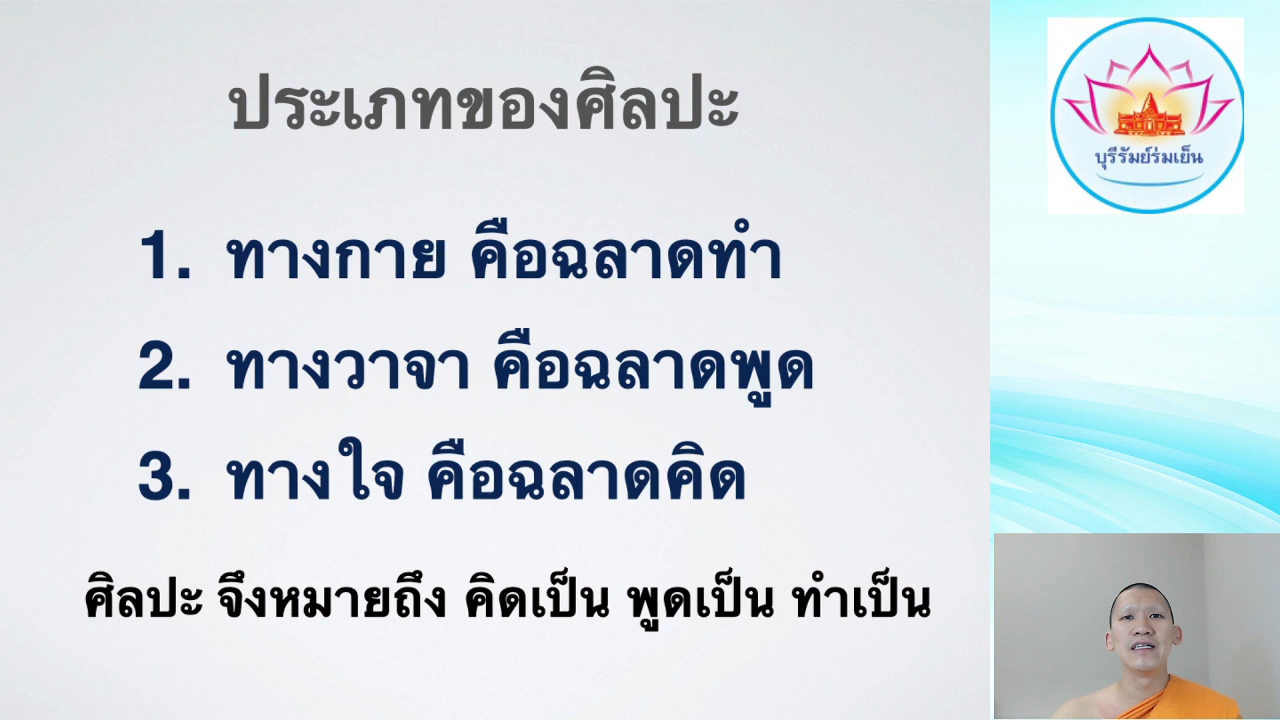 ประเภทของศิลปะ
1. ทางกาย คือฉลาดทำ
2. ทางวาจา คือฉลาดพูด
3. ทางใจ คือฉลาดคิด
ศิลปะ จึงหมายถึง คิดเป็น พูดเป็น ทำเป็น
บุรีรัมย์ร่มเย็น